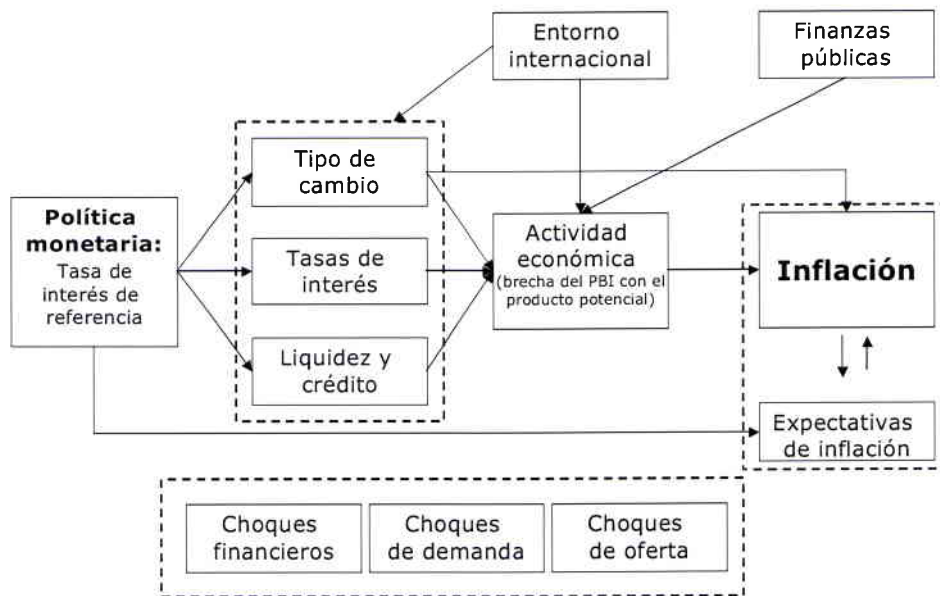 Entorno
internacional
Finanzas
públicas
Tipo de
cambio
Política
monetaria:
Tasa de
interés de
referencia
Tasas de
interés
Liquidez y
crédito
Actividad
económica
(brecha del PBI con el
producto potencial)
Inflación
Expectativas
de inflación
Choques
financieros
Choques
de demanda
Choques
de oferta